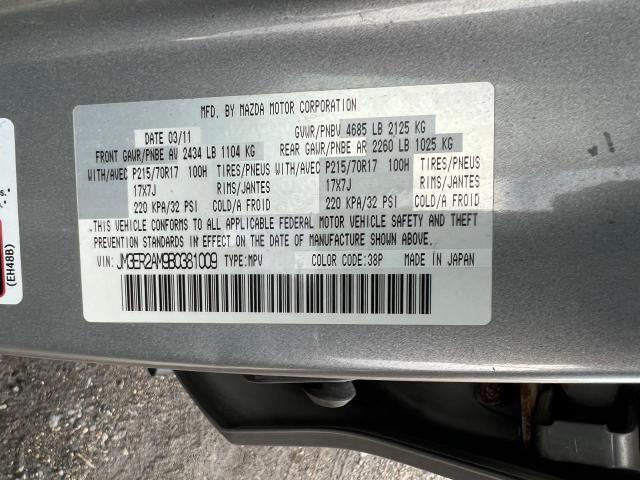 MFD. BY MAZDA MOTOR CORPORATION
DATE 03/11 GVWR/PNBV 4685 LB 2125 KG
FRONT GAWR/PNBE AV 2434 LB 1104 KG REAR GAWR/PNBE AR 2260 LB 1025 KG
WITH/AVEC P215/70R17 100H TIRES/PNEUS WITH/AVEC P215/70R17 100H TIRES/PNEUS
17X7J RIMS/JANTES 17X7J RIMS/JANTES
220 KPA/32 PSI COLD/A FROID 220 KPA/32 PSI COLD/A FROID
THIS VEHICLE CONFORMS TO ALL APPLICABLE FEDERAL MOTOR VEHICLE SAFETY AND THEFT
PREVENTION STANDARDS IN EFFECT ON THE DATE OF MANUFACTURE SHOWN ABOVE.
VIN: JM3ER2AM9B0381009 TYPE:MPV COLOR CODE:38P MADE IN JAPAN
(EH48B)